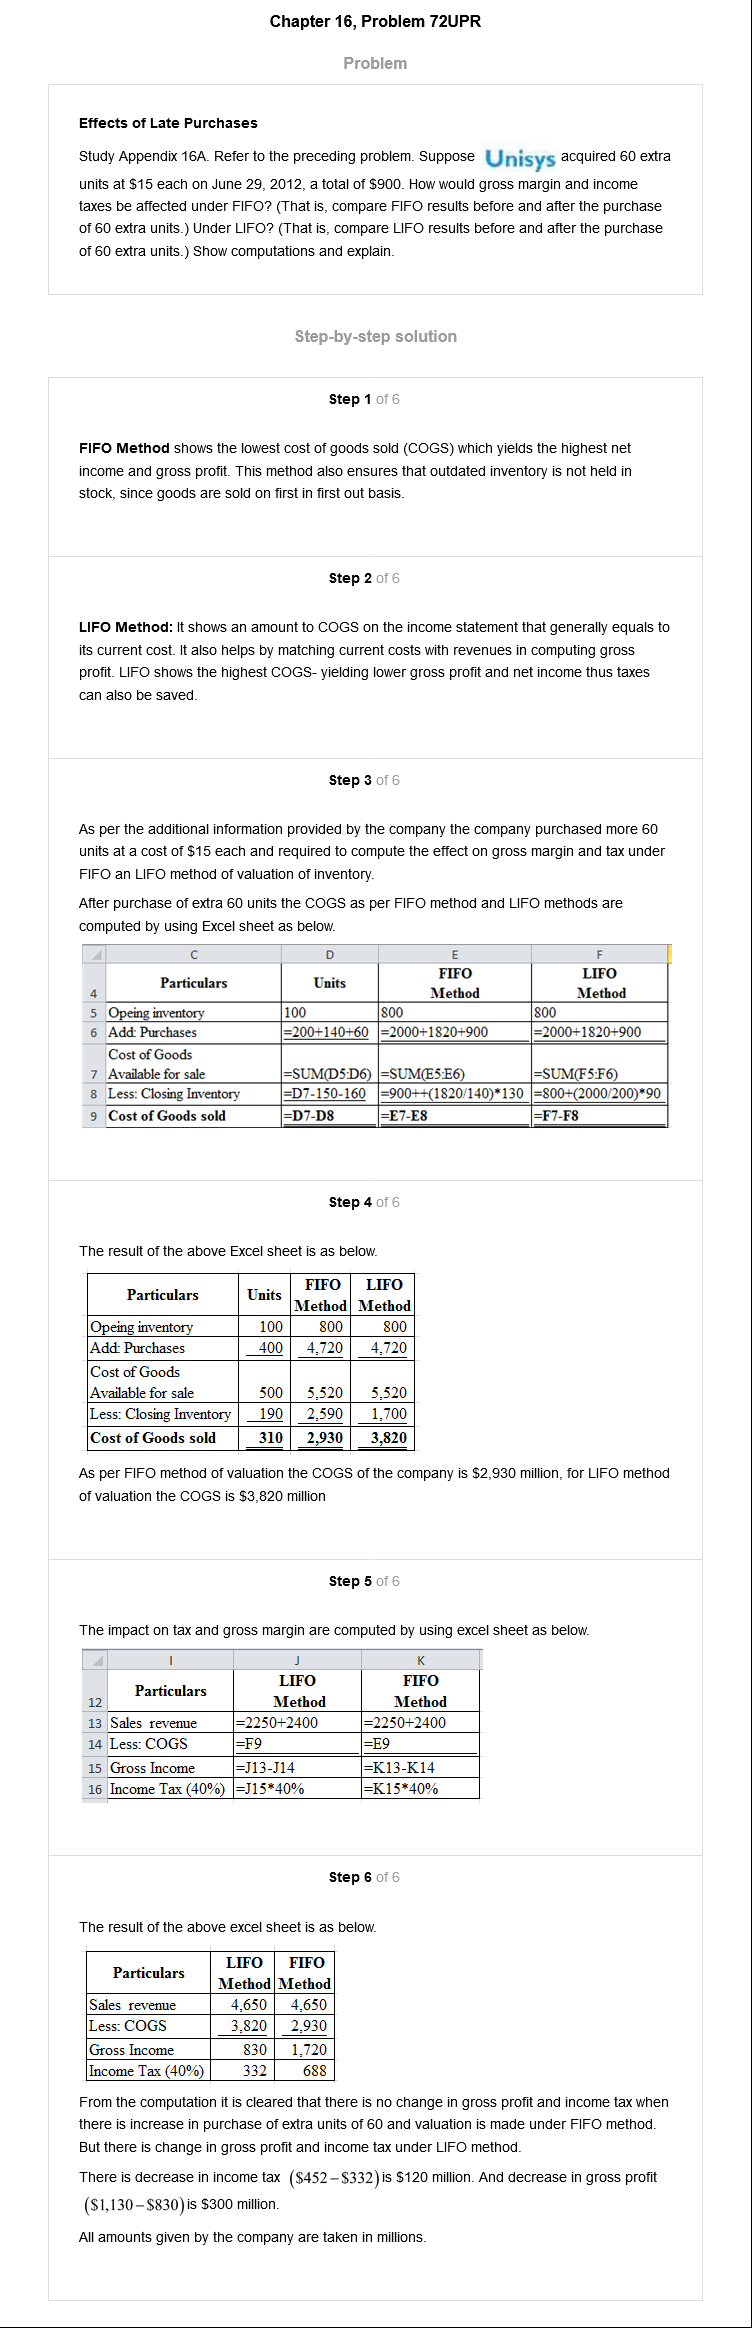 Chapter 16, Problem 72UPR
Problem
Effects of Late Purchases
Study Appendix 16A. Refer to the preceding problem. Suppose Unisys acquired 60 extra
units at $15 each on June 29, 2012, a total of $900. How would gross margin and income
taxes be affected under FIFO? (That is, compare FIFO results before and after the purchase
of 60 extra units.) Under LIFO? (That is, compare LIFO results before and after the purchase
of 60 extra units.) Show computations and explain.
Step-by-step solution
Step 1 of 6
FIFO Method shows the lowest cost of goods sold (COGS) which yields the highest net
income and gross profit. This method also ensures that outdated inventory is not held in
stock, since goods are sold on first in first out basis.
Step 2 of 6
LIFO Method: It shows an amount to COGS on the income statement that generally equals to
its current cost. It also helps by matching current costs with revenues in computing gross
profit. LIFO shows the highest COGS- yielding lower gross profit and net income thus taxes
can also be saved.
Step 3 of 6
As per the additional information provided by the company the company purchased more 60
units at a cost of $15 each and required to compute the effect on gross margin and tax under
FIFO an LIFO method of valuation of inventory.
After purchase of extra 60 units the COGS as per FIFO method and LIFO methods are
computed by using Excel sheet as below.
C D E F
4 Particulars Units FIFO Method LIFO Method
5 Opeing inventory 100 800 800
6 Add: Purchases =200+140+60 =2000+1820+900 =2000+1820+900
7 Cost of Goods Available for sale =SUM(D5:D6) =SUM(E5:E6) =SUM(F5:F6)
8 Less: Closing Inventory =D7-150-160 =900++(1820/140)*130 =800+(2000/200)*90
9 Cost of Goods sold =D7-D8 =E7-E8 =F7-F8
Step 4 of 6
The result of the above Excel sheet is as below.
Particulars Units FIFO Method LIFO Method
Opeing inventory 100 800 800
Add: Purchases 400 4,720 4,720
Cost of Goods
Available for sale 500 5,520 5,520
Less: Closing Inventory 190 2,590 1,700
Cost of Goods sold 310 2,930 3,820
As per FIFO method of valuation the COGS of the company is $2,930 million, for LIFO method
of valuation the COGS is $3,820 million
Step 5 of 6
The impact on tax and gross margin are computed by using excel sheet as below.
I J K
12 Particulars LIFO Method FIFO Method
13 Sales revenue =2250+2400 =2250+2400
14 Less: COGS =F9 =E9
15 Gross Income =J13-J14 =K13-K14
16 Income Tax (40%) =J15*40% =K15*40%
Step 6 of 6
The result of the above excel sheet is as below.
Particulars LIFO Method FIFO Method
Sales revenue 4,650 4,650
Less: COGS 3,820 2,930
Gross Income 830 1,720
Income Tax (40%) 332 688
From the computation it is cleared that there is no change in gross profit and income tax when
there is increase in purchase of extra units of 60 and valuation is made under FIFO method.
But there is change in gross profit and income tax under LIFO method.
There is decrease in income tax ($452 – $332) is $120 million. And decrease in gross profit
($1,130 – $830) is $300 million.
All amounts given by the company are taken in millions.